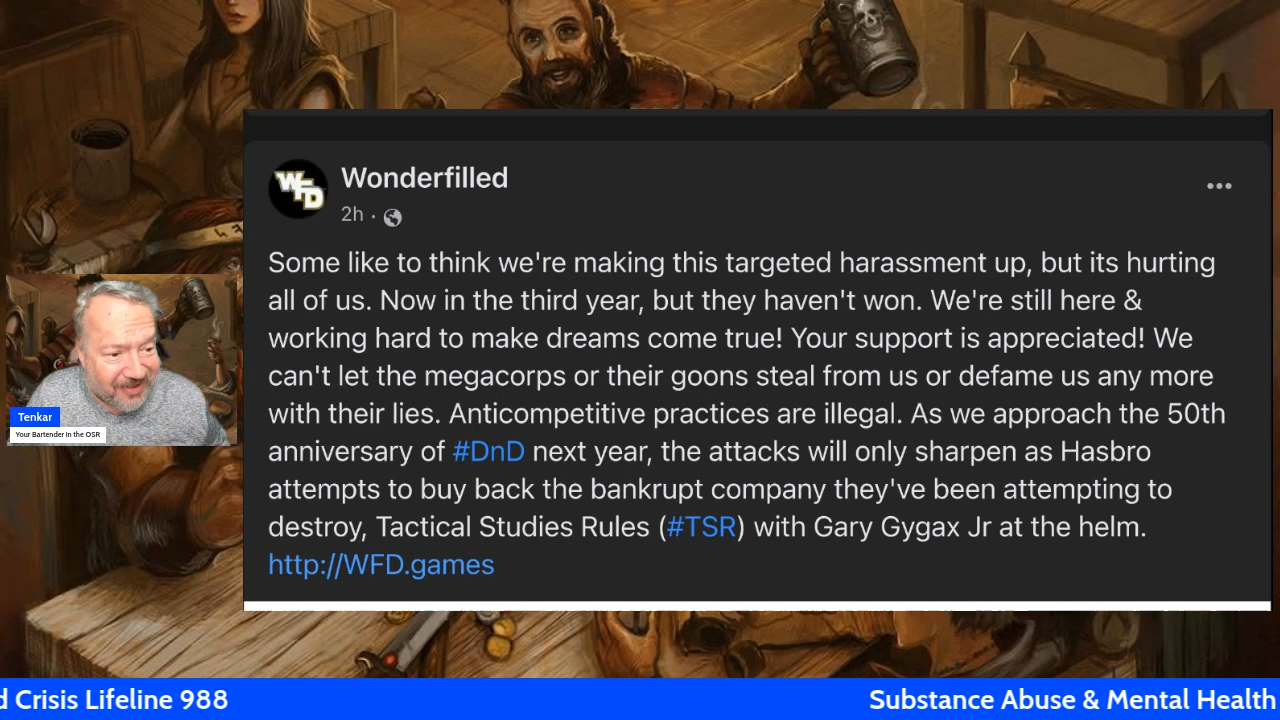 WFD
Wonderfilled
2h ·
Some like to think we're making this targeted harassment up, but its hurting
all of us. Now in the third year, but they haven't won. We're still here &
working hard to make dreams come true! Your support is appreciated! We
can't let the megacorps or their goons steal from us or defame us any more
with their lies. Anticompetitive practices are illegal. As we approach the 50th
anniversary of #DnD next year, the attacks will only sharpen as Hasbro
attempts to buy back the bankrupt company they've been attempting to
destroy, Tactical Studies Rules (#TSR) with Gary Gygax Jr at the helm.
http://WFD.games
Tenkar
Your Bartender in the OSR
d Crisis Lifeline 988
Substance Abuse & Mental Health